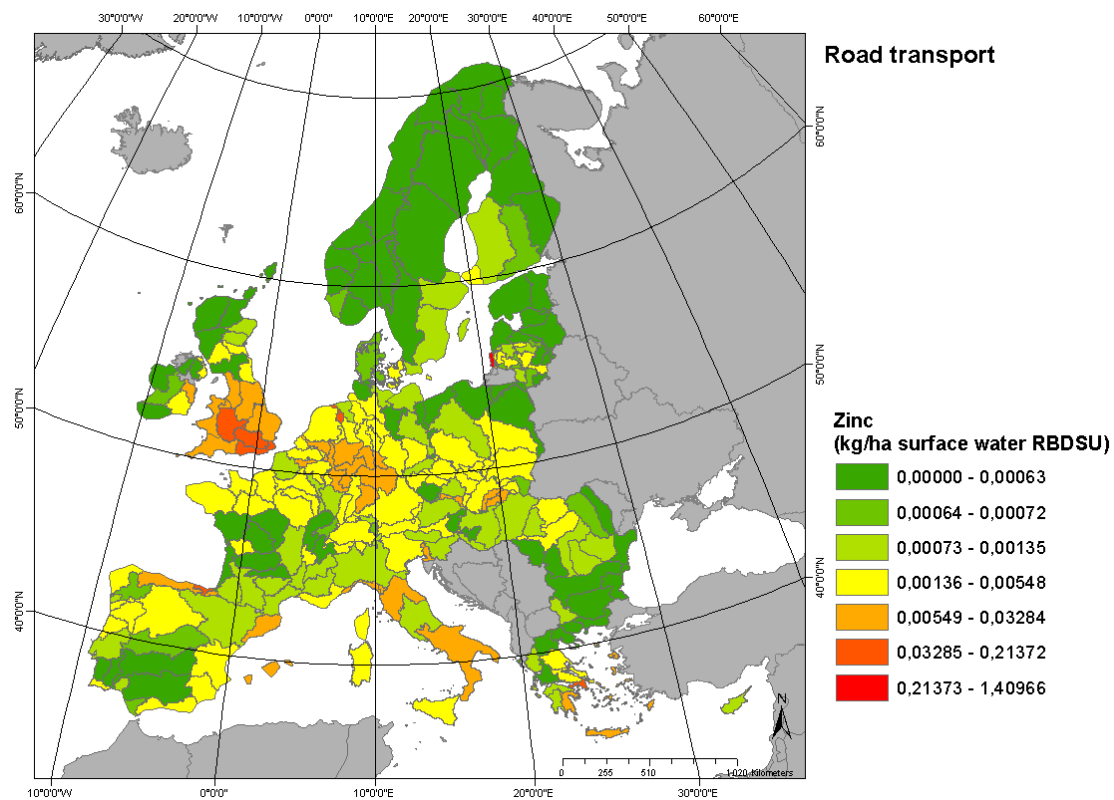 30°0'0"W 20°0'0"W 10°0'0"W 0°0'0" 10°0'0"E 20°0'0"E 30°0'0"E 40°0'0"E 60°0'0"E
Road transport
60°0'0"N
60°0'0"N
50°0'0"N
50°0'0"N
40°0'0"N
40°0'0"N
Zinc
(kg/ha surface water RBDSU)
0,00000 - 0,00063
0,00064 - 0,00072
0,00073 - 0,00135
0,00136 - 0,00548
0,00549 - 0,03284
0,03285 - 0,21372
0,21373 - 1,40966
N
0 255 510 1 020 Kilometers
10°0'0"W 0°0'0" 10°0'0"E 20°0'0"E 30°0'0"E